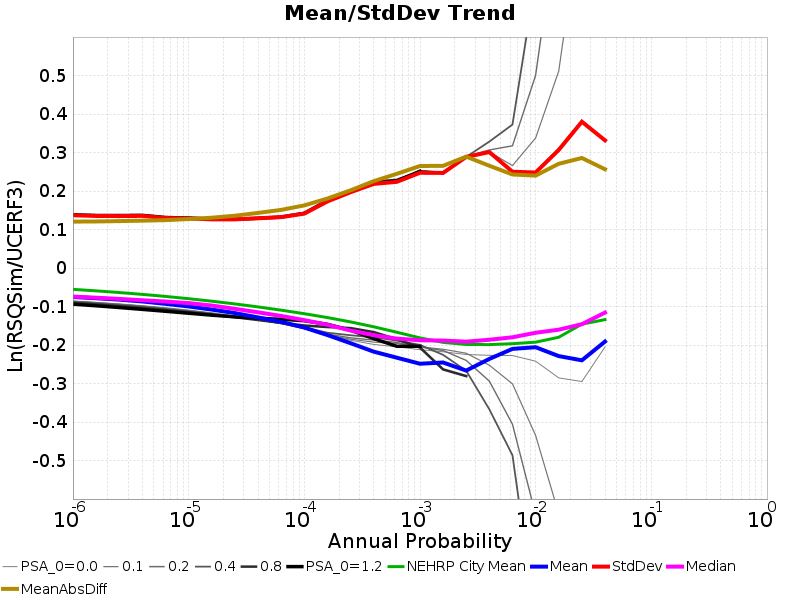 Mean/StdDev Trend
Ln(RSQSim/UCERF3)
0.5
0.4
0.3
0.2
0.1
0
-0.1
-0.2
-0.3
-0.4
-0.5
10^-6 10^-5 10^-4 10^-3 10^-2 10^-1 10^0
Annual Probability
PSA_0=0.0 0.1 0.2 0.4 0.8 PSA_0=1.2 NEHRP City Mean Mean StdDev Median
MeanAbsDiff